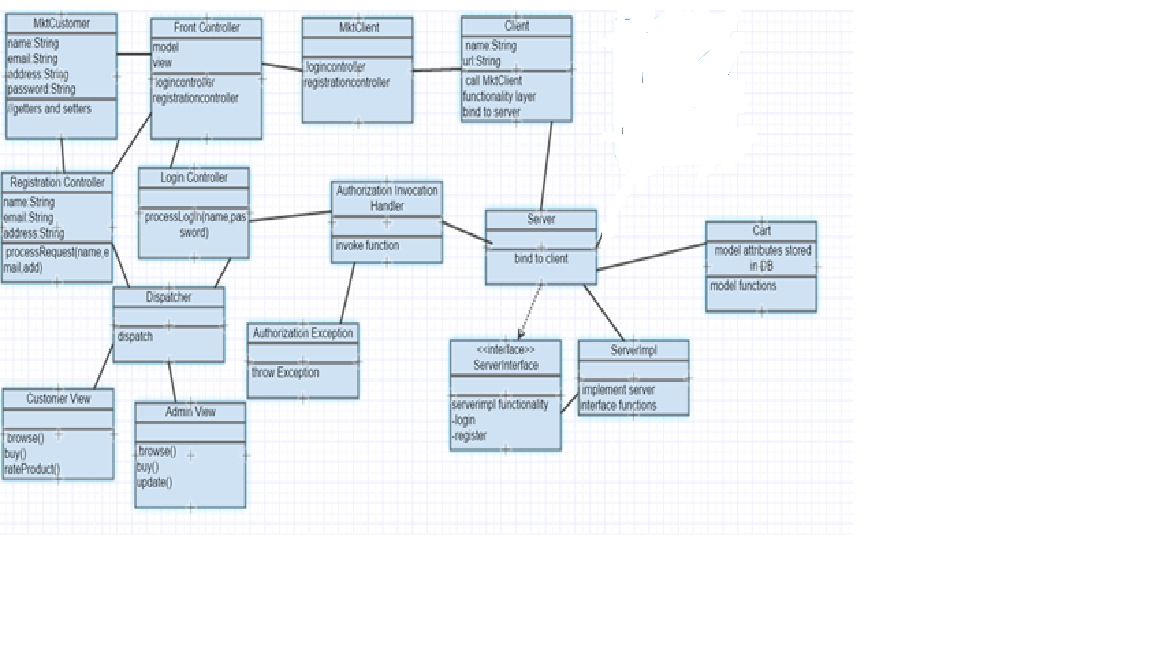 MktCustomer
name:String
email:String
address:String
password:String
//getters and setters
Front Controller
model
view
logincontroller
registrationcontroller
MktClient
logincontroller
registrationcontroller
Client
name:String
url:String
call MktClient
functionality layer
bind to server
Registration Controller
name:String
email:String
address:String
processRequest(name,e
mail,add)
Login Controller
processLogIn(name,pas
sword)
Authorization Invocation
Handler
invoke function
Server
bind to client
Cart
model attributes stored
in DB
model functions
Dispatcher
dispatch
Authorization Exception
throw Exception
<<interface>>
ServerInterface
serverimpl functionality
-login
-register
ServerImpl
implement server
interface functions
Customer View
browse()
buy()
rateProduct()
Admin View
browse()
buy()
update()